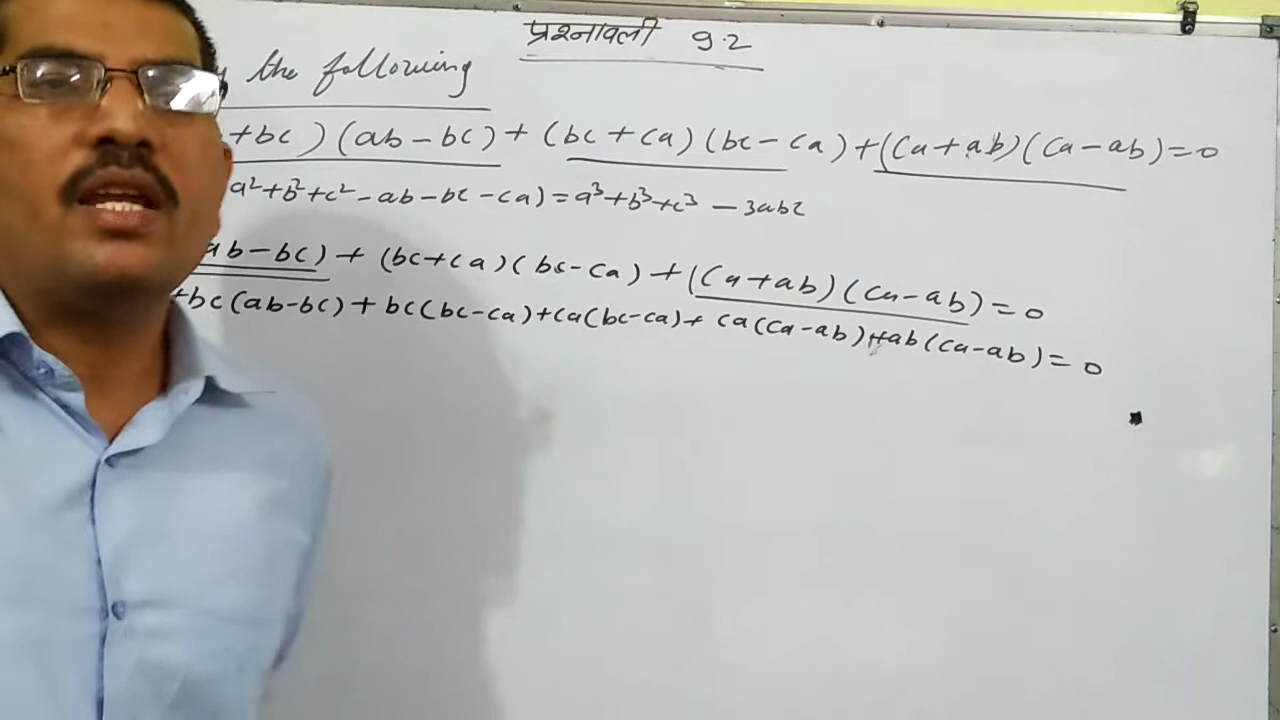 प्रश्नावली 9.2
y the following
+bc) (ab-bc) + (bc+ca) (bc-ca) + (ca+ab) (ca-ab) = 0
a²+b²+c²-ab-bc-ca) = a³+b³+c³-3abc
ab-bc) + (bc+ca) (bc-ca) + (ca+ab) (ca-ab) = 0
+bc(ab-bc) + bc(bc-ca) + ca(bc-ca) + ca(ca-ab) + ab(ca-ab) = 0